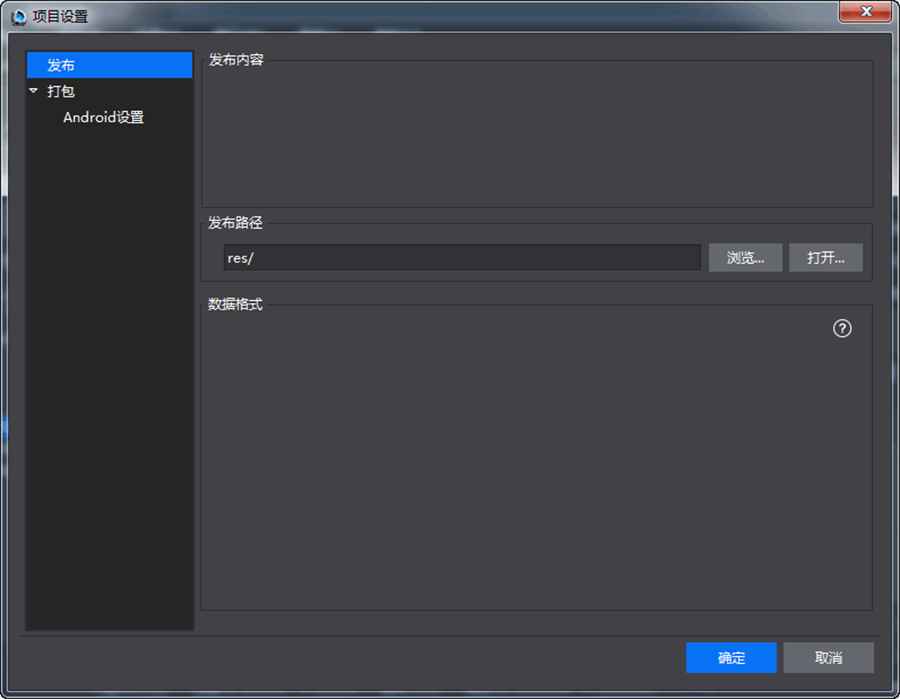 项目设置
发布
打包
Android设置
发布内容
发布路径
res/
浏览...
打开...
数据格式
?
确定
取消